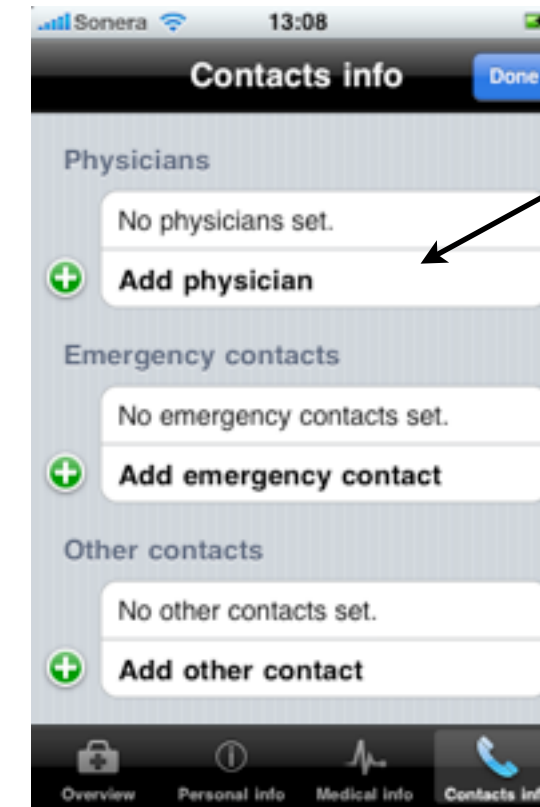 Sonera 13:08
Contacts info Done
Physicians
No physicians set.
Add physician
Emergency contacts
No emergency contacts set.
Add emergency contact
Other contacts
No other contacts set.
Add other contact
Overview Personal info Medical info Contacts inf